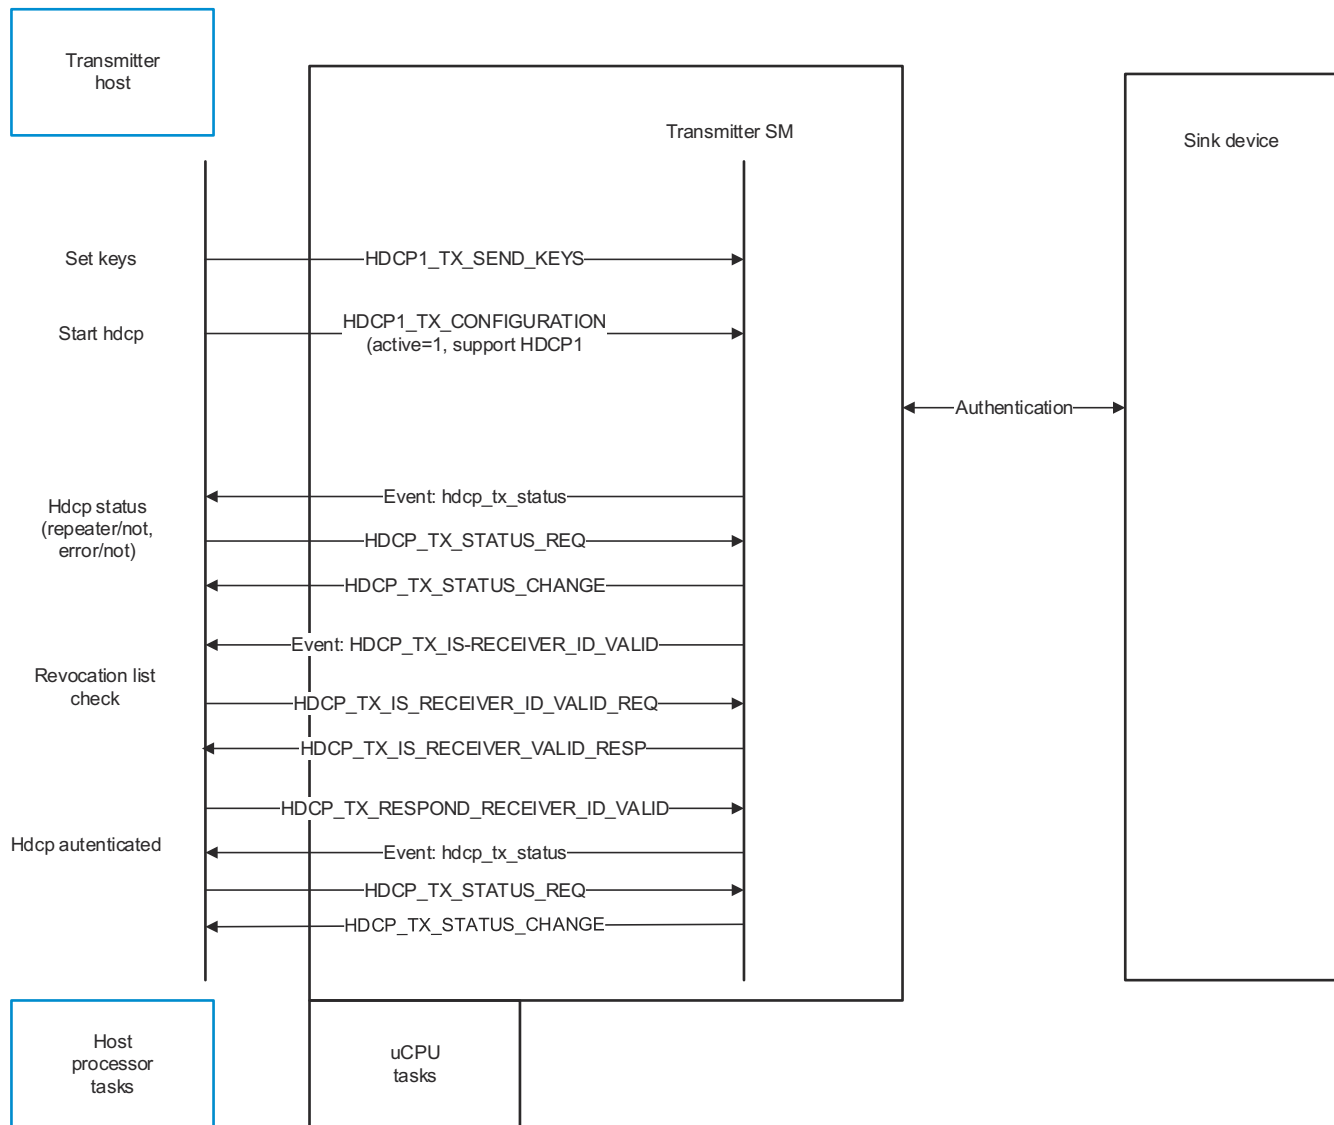 Transmitter
host
Transmitter SM
Sink device
Set keys
HDCP1_TX_SEND_KEYS
Start hdcp
HDCP1_TX_CONFIGURATION
(active=1, support HDCP1
Authentication
Hdcp status
(repeater/not,
error/not)
Event: hdcp_tx_status
HDCP_TX_STATUS_REQ
HDCP_TX_STATUS_CHANGE
Event: HDCP_TX_IS-RECEIVER_ID_VALID
Revocation list
check
HDCP_TX_IS_RECEIVER_ID_VALID_REQ
HDCP_TX_IS_RECEIVER_VALID_RESP
HDCP_TX_RESPOND_RECEIVER_ID_VALID
Hdcp autenticated
Event: hdcp_tx_status
HDCP_TX_STATUS_REQ
HDCP_TX_STATUS_CHANGE
Host
processor
tasks
uCPU
tasks